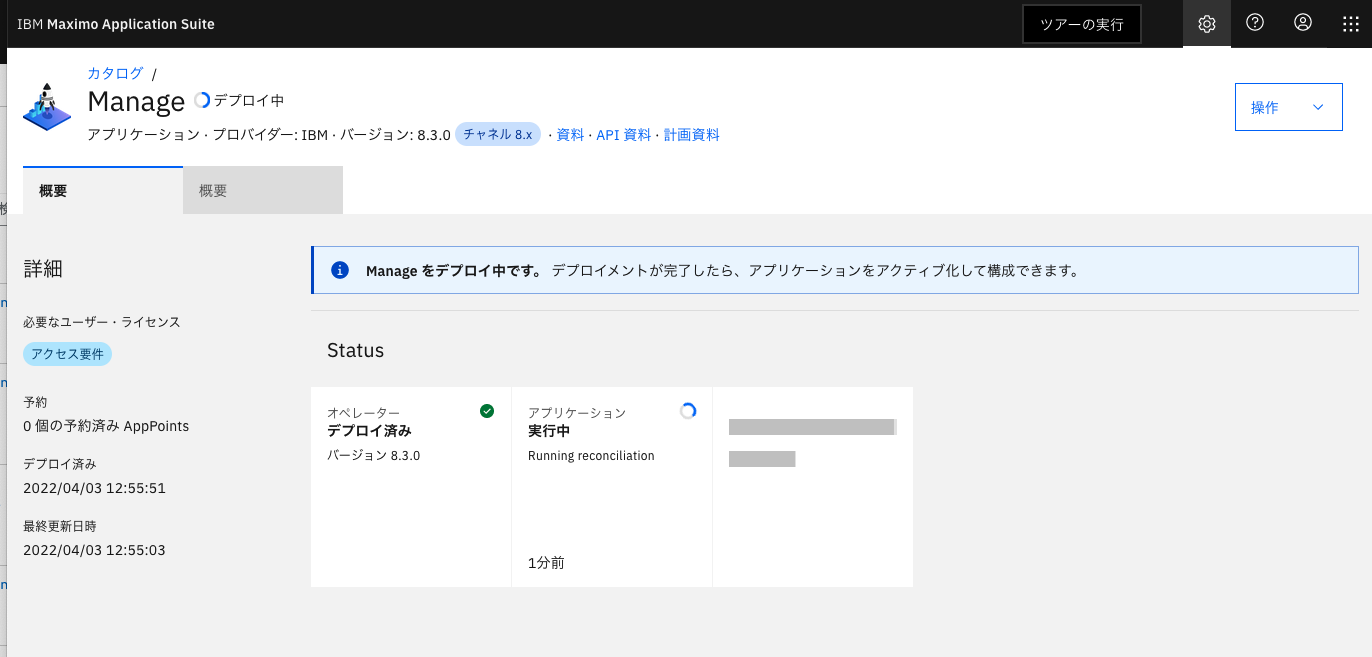 IBM Maximo Application Suite
ツアーの実行
カタログ /
Manage デプロイ中
操作
アプリケーション · プロバイダー: IBM · バージョン: 8.3.0 チャネル 8.x · 資料 · API 資料 · 計画資料
概要
概要
検
詳細
必要なユーザー・ライセンス
アクセス要件
予約
0 個の予約済み AppPoints
デプロイ済み
2022/04/03 12:55:51
最終更新日時
2022/04/03 12:55:03
Manage をデプロイ中です。 デプロイメントが完了したら、アプリケーションをアクティブ化して構成できます。
Status
オペレーター
デプロイ済み
バージョン 8.3.0
アプリケーション
実行中
Running reconciliation
1分前